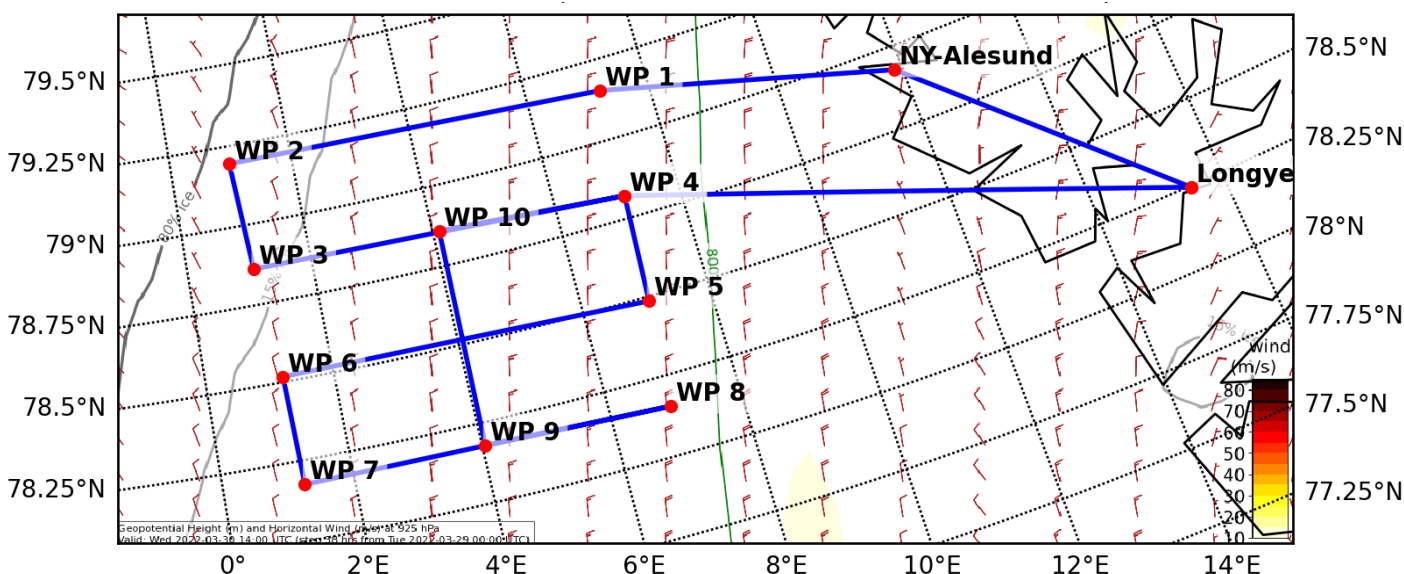 79.5°N
79.25°N
79°N
78.75°N
78.5°N
78.25°N
NY-Alesund
WP 1
WP 2
WP 4
Longye
WP 10
WP 3
WP 5
WP 6
WP 8
WP 9
WP 7
80% ice
15%
800
15% ic
78.5°N
78.25°N
78°N
77.75°N
77.5°N
77.25°N
wind
(m/s)
80
70
60
50
40
30
20
10
Geopotential Height (m) and Horizontal Wind (m/s) at 925 hPa
Valid: Wed 2022-03-30 14:00 UTC (step 38 hrs from Tue 2022-03-29 00:00 UTC)
0°
2°E
4°E
6°E
8°E
10°E
12°E
14°E